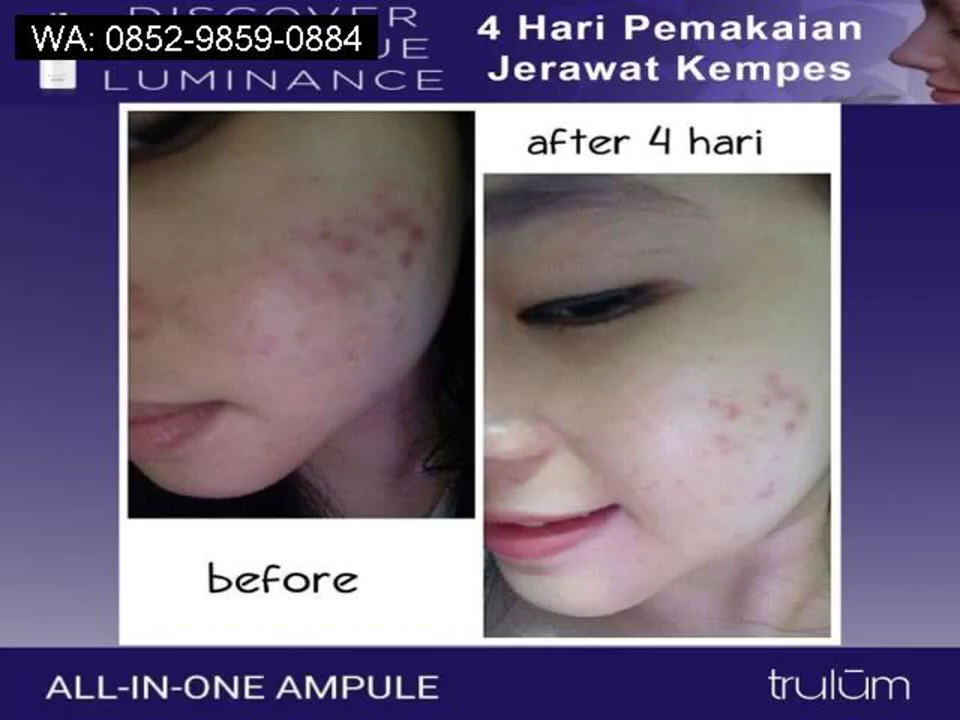 WA: 0852-9859-0884
LUMINANCE
4 Hari Pemakaian
Jerawat Kempes
after 4 hari
before
ALL-IN-ONE AMPULE
trulūm